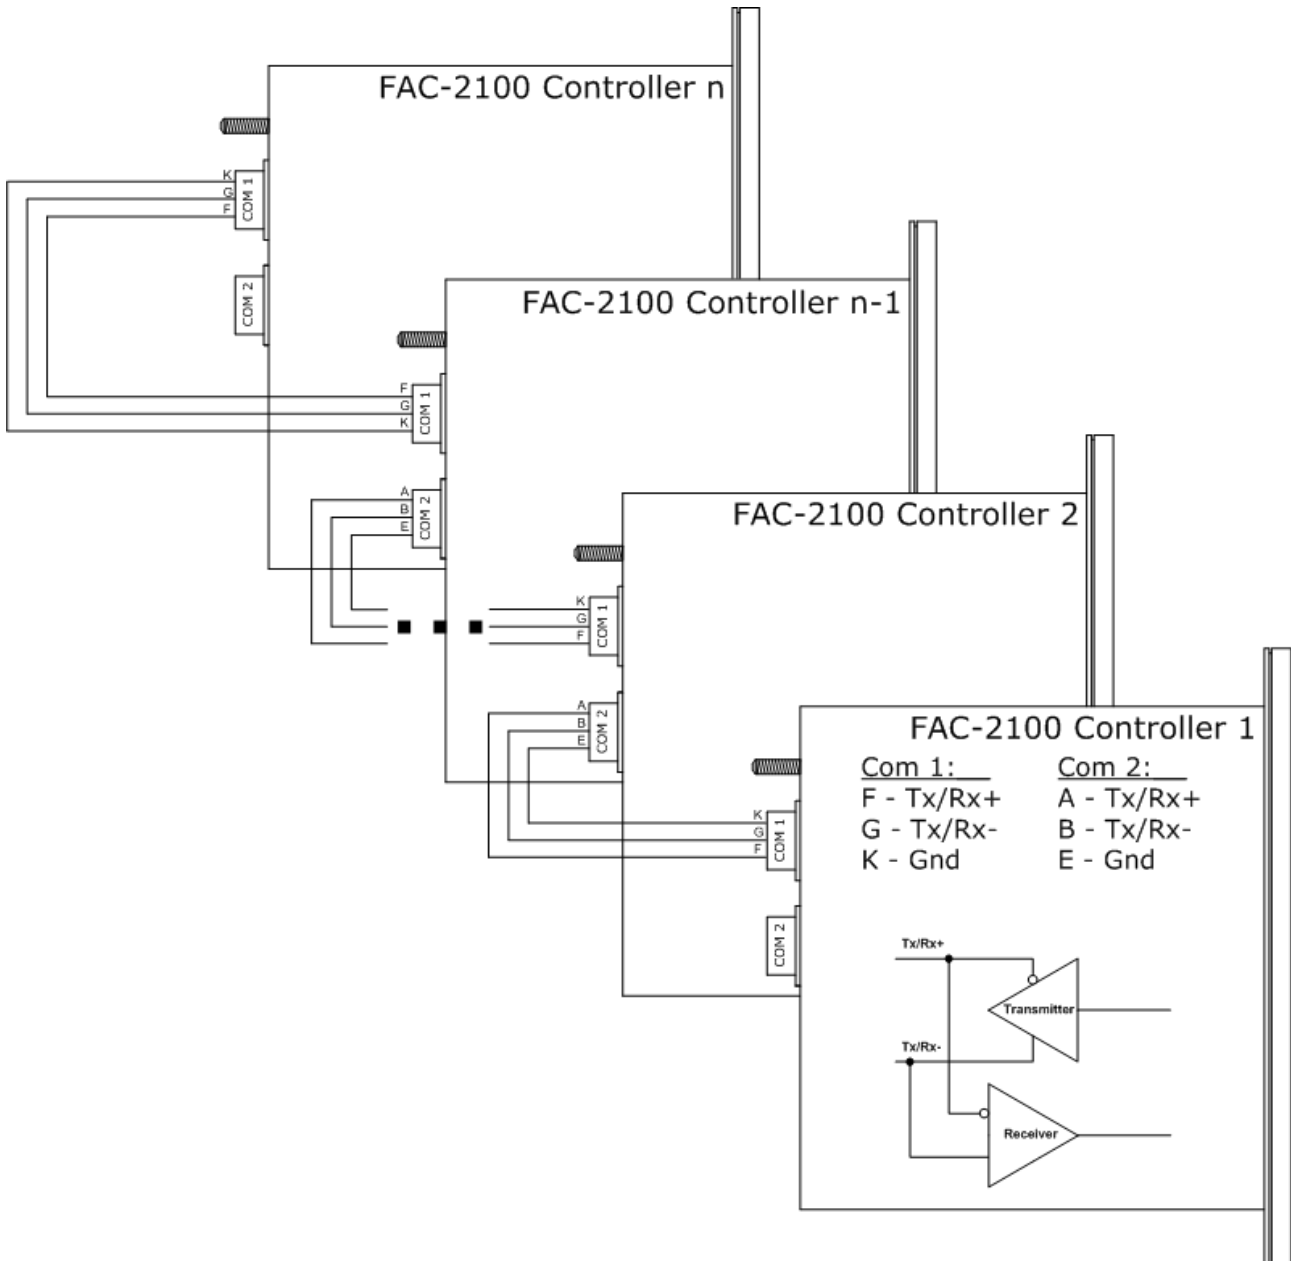 FAC-2100 Controller n
K
G
F
COM 1
COM 2
FAC-2100 Controller n-1
F
G
K
COM 1
A
B
E
COM 2
FAC-2100 Controller 2
K
G
F
COM 1
A
B
E
COM 2
FAC-2100 Controller 1
K
G
F
COM 1
COM 2
Com 1:__ Com 2:__
F - Tx/Rx+ A - Tx/Rx+
G - Tx/Rx- B - Tx/Rx-
K - Gnd E - Gnd
Tx/Rx+
Transmitter
Tx/Rx-
Receiver